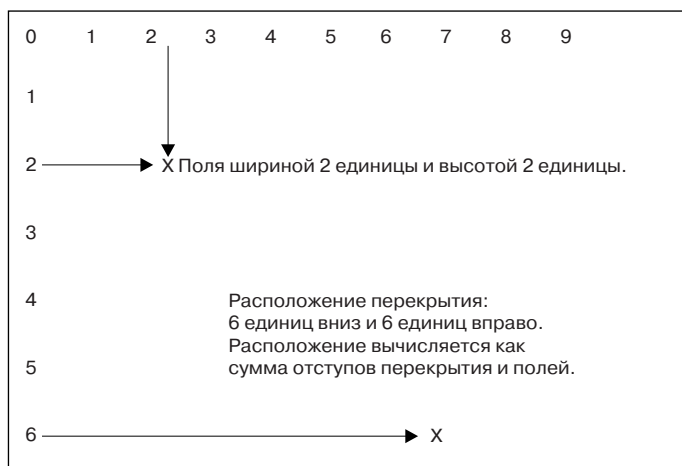 0 1 2 3 4 5 6 7 8 9
1
2 X Поля шириной 2 единицы и высотой 2 единицы.
3
4 Расположение перекрытия:
6 единиц вниз и 6 единиц вправо.
Расположение вычисляется как
5 сумма отступов перекрытия и полей.
6 X